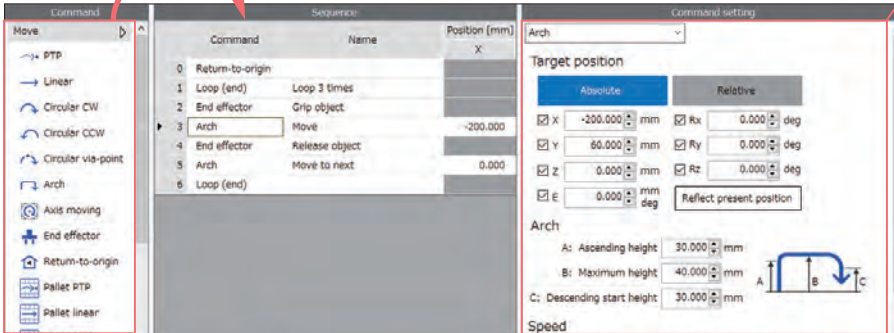 Command
Move
PTP
Linear
Circular CW
Circular CCW
Circular via-point
Arch
Axis moving
End effector
Return-to-origin
Pallet PTP
Pallet linear
Sequence
Command Name Position [mm]
X
0 Return-to-origin
1 Loop (end) Loop 3 times
2 End effector Grip object
3 Arch Move -200.000
4 End effector Release object
5 Arch Move to next 0.000
6 Loop (end)
Command setting
Arch
Target position
Absolute Relative
X -200.000 mm Rx 0.000 deg
Y 60.000 mm Ry 0.000 deg
Z 0.000 mm Rz 0.000 deg
E 0.000 mm deg Reflect present position
Arch
A: Ascending height 30.000 mm
B: Maximum height 40.000 mm
C: Descending start height 30.000 mm
A B C
Speed